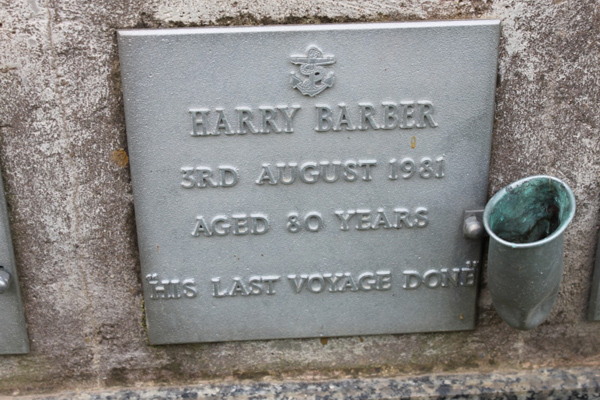 HARRY BARBER
3RD AUGUST 1981
AGED 80 YEARS
"HIS LAST VOYAGE DONE"